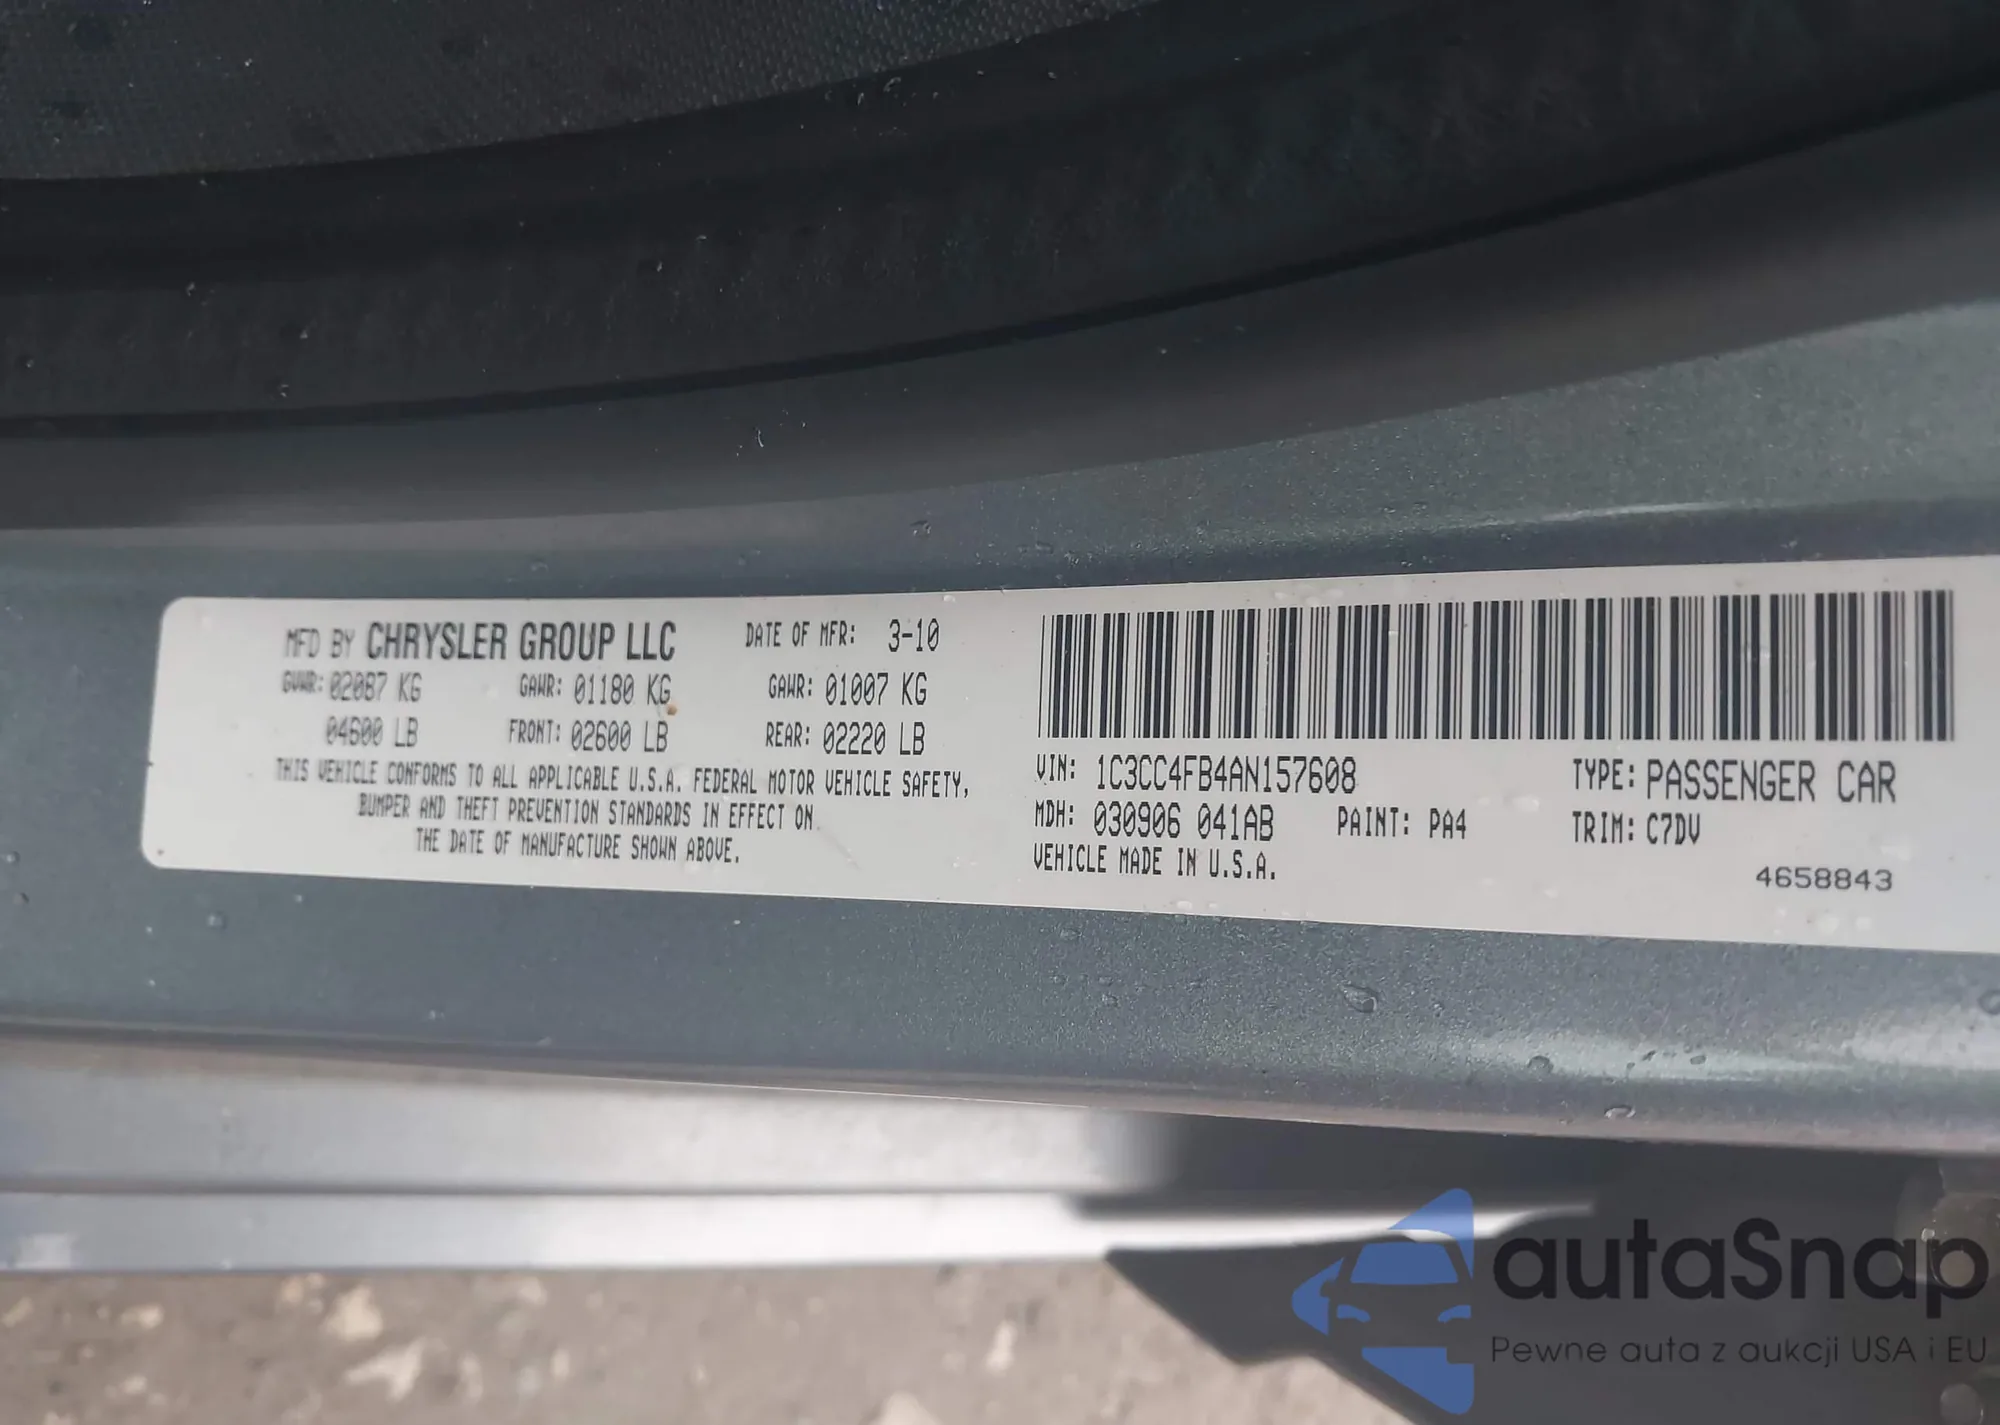 MFD BY CHRYSLER GROUP LLC DATE OF MFR: 3-10
GVWR: 02087 KG GAWR: 01180 KG GAWR: 01007 KG
04600 LB FRONT: 02600 LB REAR: 02220 LB
THIS VEHICLE CONFORMS TO ALL APPLICABLE U.S.A. FEDERAL MOTOR VEHICLE SAFETY,
BUMPER AND THEFT PREVENTION STANDARDS IN EFFECT ON
THE DATE OF MANUFACTURE SHOWN ABOVE.
VIN: 1C3CC4FB4AN157608 TYPE: PASSENGER CAR
MDH: 030906 041AB PAINT: PA4 TRIM: C7DV
VEHICLE MADE IN U.S.A.
4658843
autaSnap
Pewne auta z aukcji USA i EU